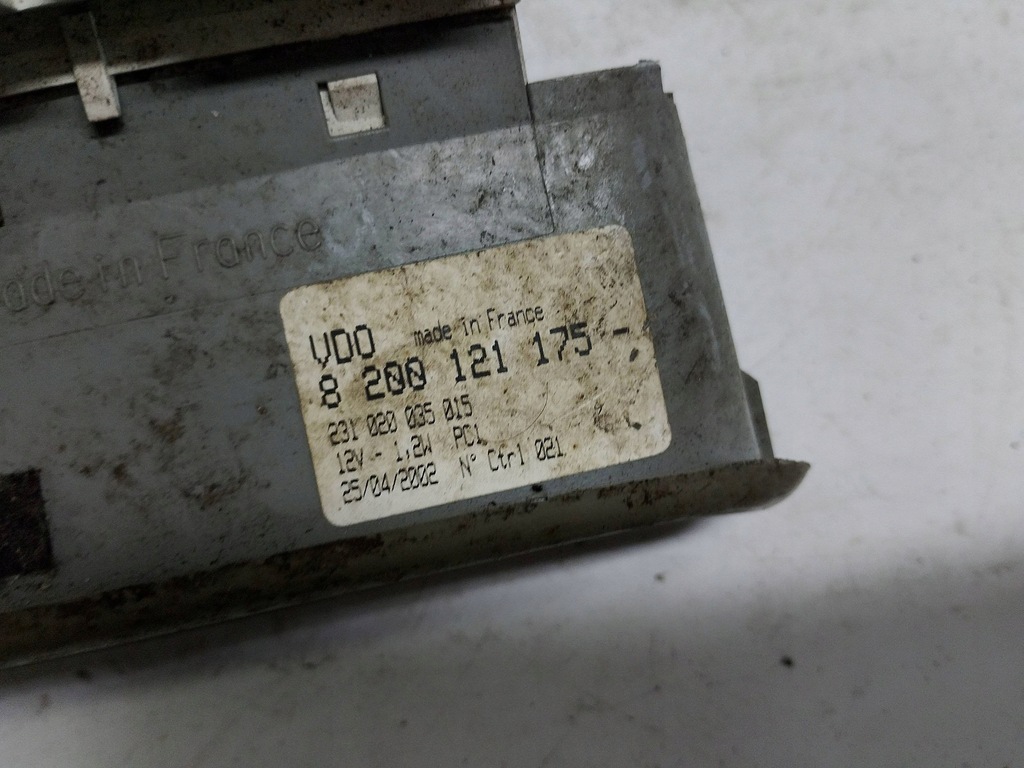 made in France
VDO made in France
8 200 121 175 -
231 020 035 015
12V - 1,2W PC1
25/04/2002 N° Ctrl 021